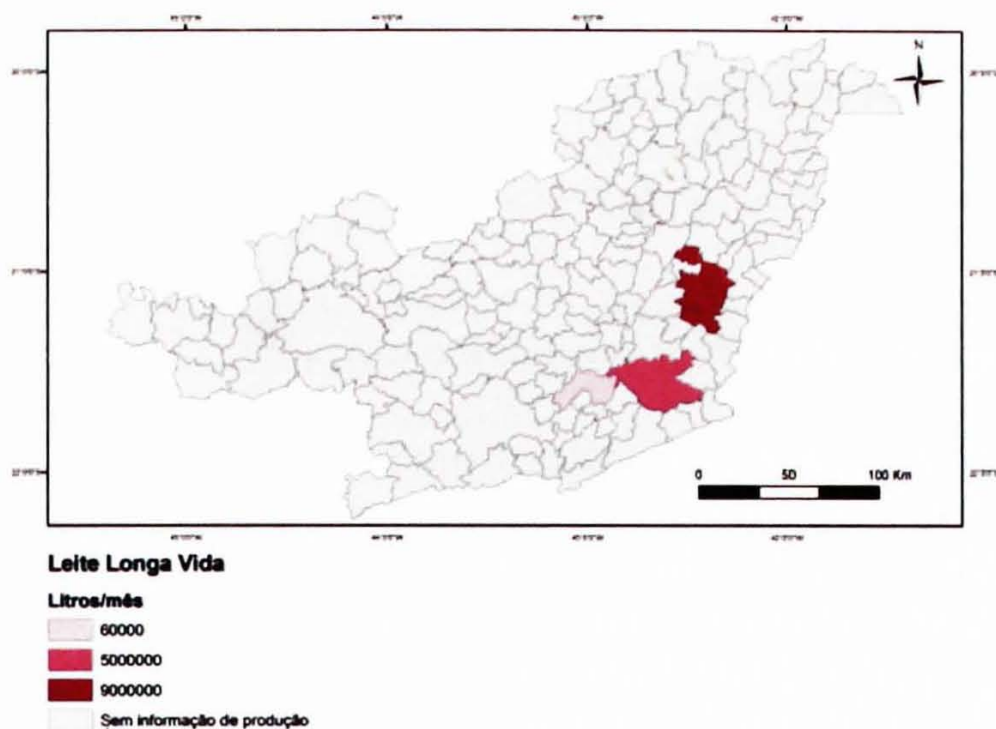 N
0 50 100 Km
Leite Longa Vida
Litros/mês
60000
5000000
9000000
Sem informação de produção